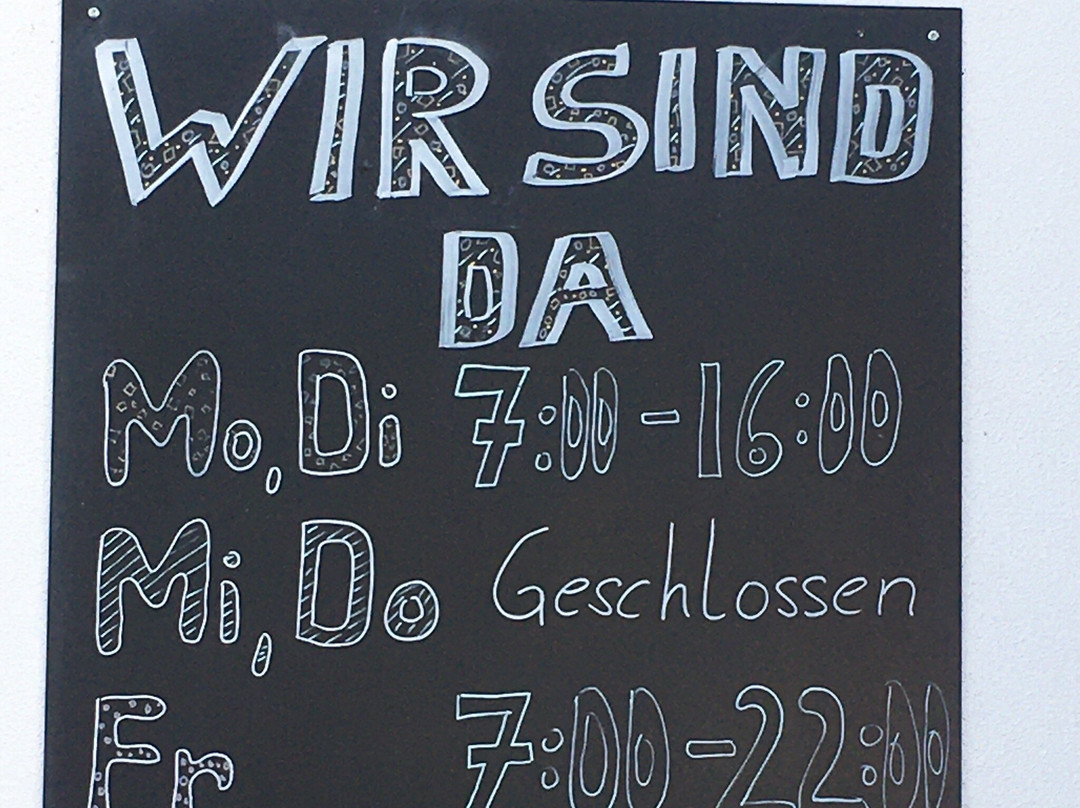 WIR SIND
DA
Mo, Di 7:00 - 16:00
Mi, Do Geschlossen
Fr 7:00 - 22:00